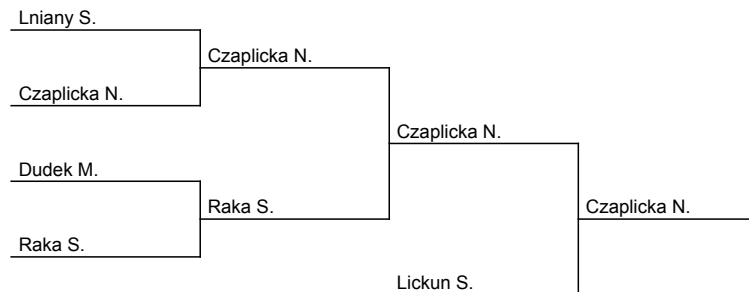 Lniany S.
Czaplicka N.
Czaplicka N.
Czaplicka N.
Dudek M.
Raka S.
Czaplicka N.
Raka S.
Lickun S.